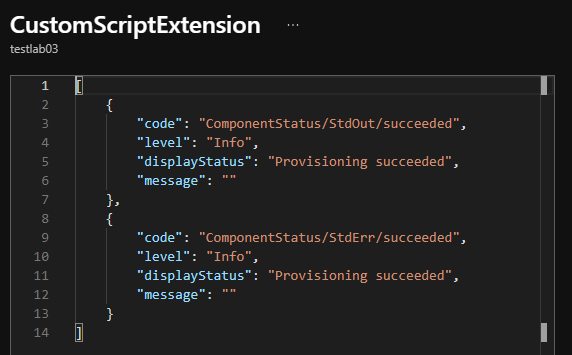 CustomScriptExtension ...
testlab03
1 [
2 {
3 "code": "ComponentStatus/StdOut/succeeded",
4 "level": "Info",
5 "displayStatus": "Provisioning succeeded",
6 "message": ""
7 },
8 {
9 "code": "ComponentStatus/StdErr/succeeded",
10 "level": "Info",
11 "displayStatus": "Provisioning succeeded",
12 "message": ""
13 }
14 ]